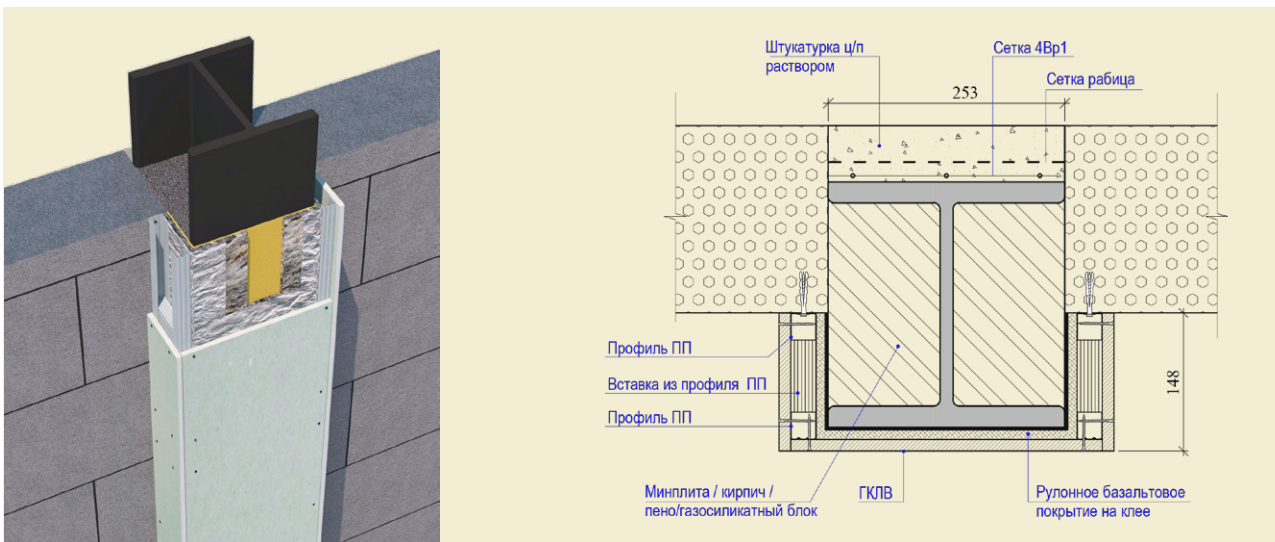 Штукатурка ц/п
раствором
Сетка 4Вр1
Сетка рабица
253
Профиль ПП
Вставка из профиля ПП
Профиль ПП
148
Минплита / кирпич /
пено/газосиликатный блок
ГКЛВ
Рулонное базальтовое
покрытие на клее